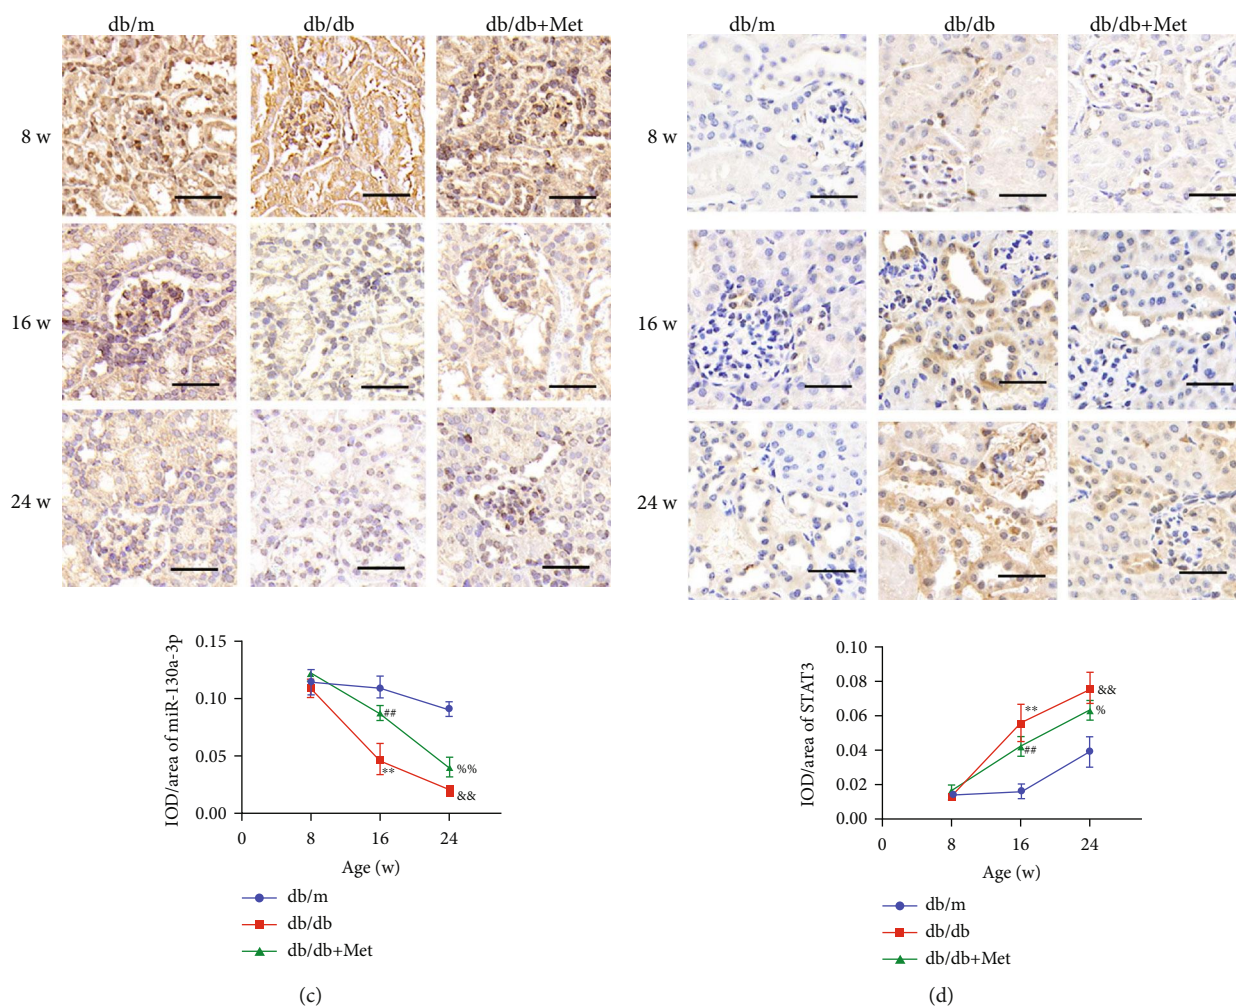 db/m db/db db/db+Met
8 w
16 w
24 w
IOD/area of miR-130a-3p
0.15
0.10
0.05
0.00
##
**
%%
&&
0 8 16 24
Age (w)
db/m
db/db
db/db+Met
(c)
db/m db/db db/db+Met
8 w
16 w
24 w
IOD/area of STAT3
0.10
0.08
0.06
0.04
0.02
0.00
**
##
&&
%
0 8 16 24
Age (w)
db/m
db/db
db/db+Met
(d)